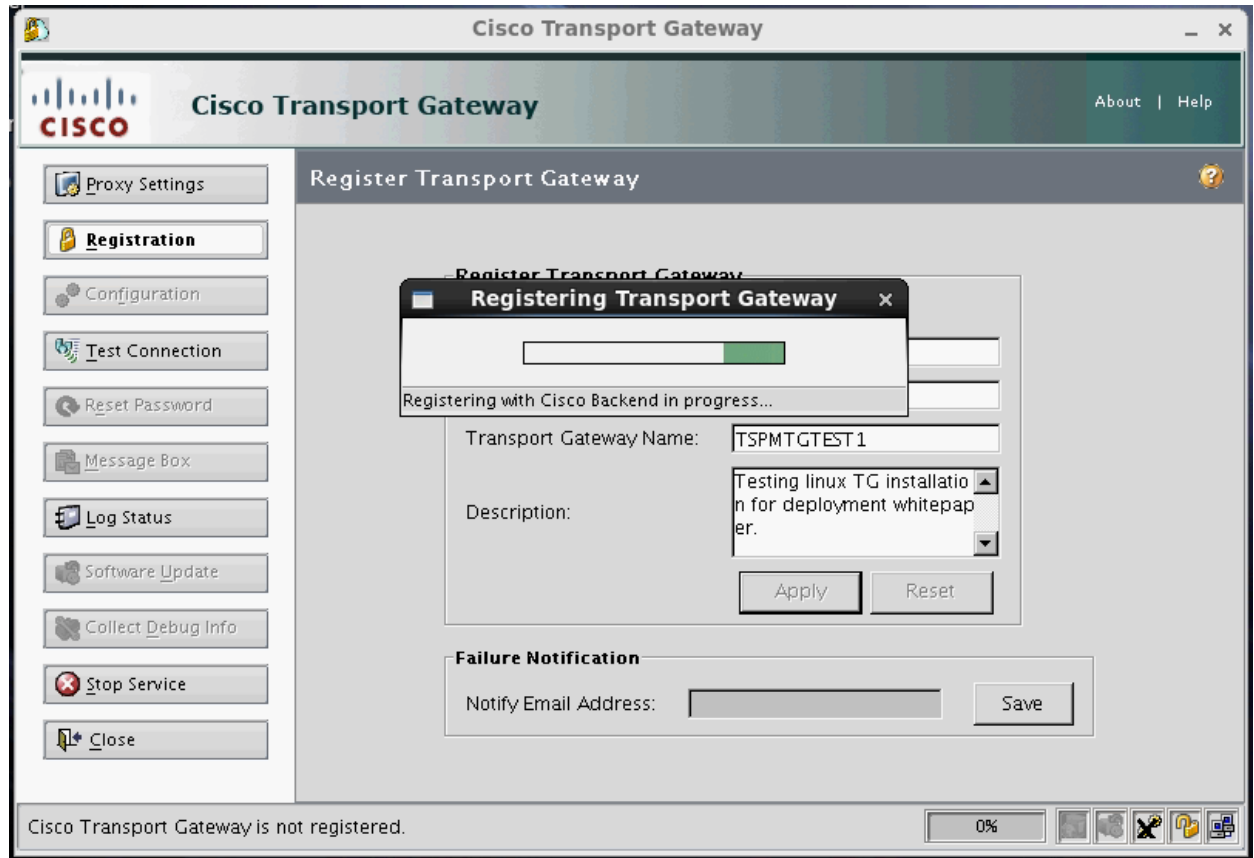 Cisco Transport Gateway
CISCO
Cisco Transport Gateway
About | Help
Proxy Settings
Registration
Configuration
Test Connection
Reset Password
Message Box
Log Status
Software Update
Collect Debug Info
Stop Service
Close
Register Transport Gateway
Register Transport Gateway
Registering Transport Gateway
Registering with Cisco Backend in progress...
Transport Gateway Name: TSPMTGTEST1
Description:
Testing linux TG installatio
n for deployment whitepap
er.
Apply Reset
Failure Notification
Notify Email Address: Save
Cisco Transport Gateway is not registered.
0%